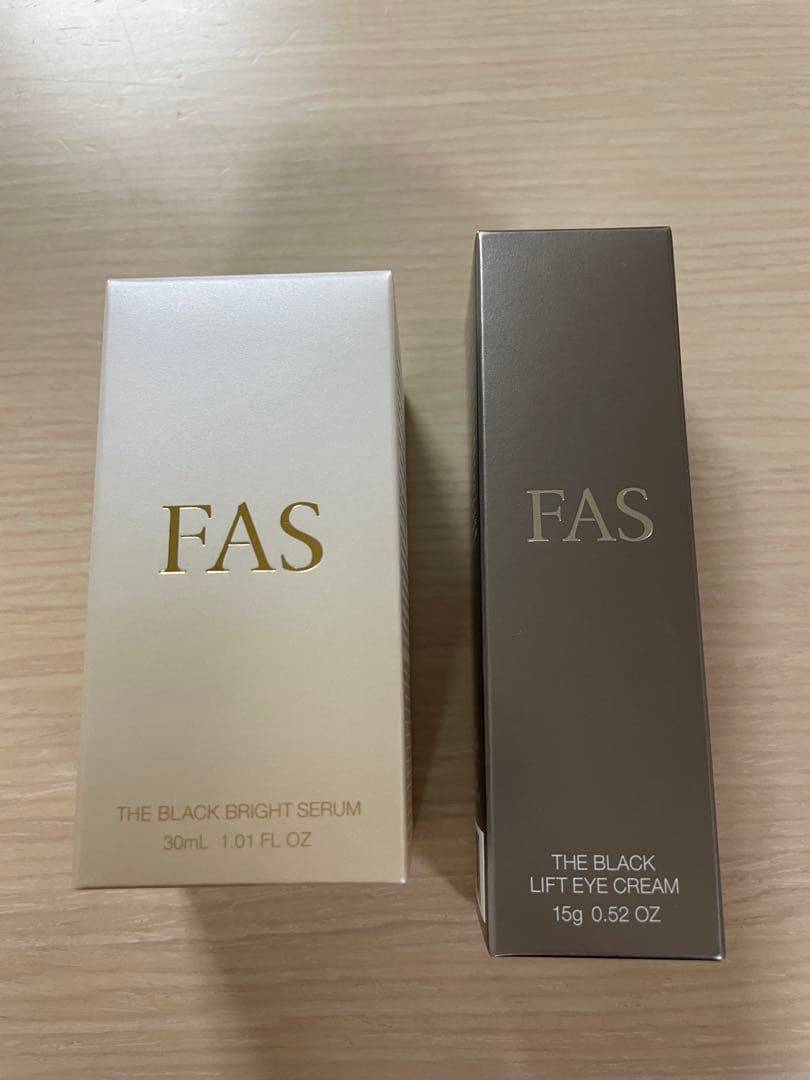 FAS
THE BLACK BRIGHT SERUM
30mL 1.01 FL OZ
FAS
THE BLACK
LIFT EYE CREAM
15g 0.52 OZ